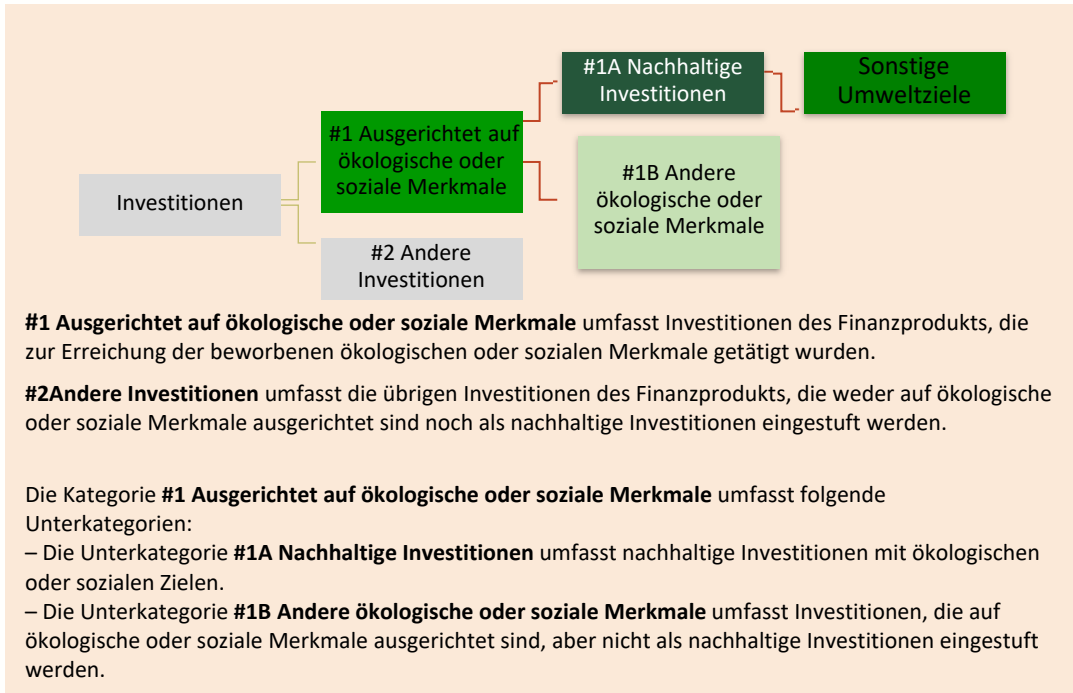 #1A Nachhaltige
Investitionen
Sonstige
Umweltziele
#1 Ausgerichtet auf
ökologische oder
soziale Merkmale
#1B Andere
ökologische oder
soziale Merkmale
Investitionen
#2 Andere
Investitionen
#1 Ausgerichtet auf ökologische oder soziale Merkmale umfasst Investitionen des Finanzprodukts, die
zur Erreichung der beworbenen ökologischen oder sozialen Merkmale getätigt wurden.
#2Andere Investitionen umfasst die übrigen Investitionen des Finanzprodukts, die weder auf ökologische
oder soziale Merkmale ausgerichtet sind noch als nachhaltige Investitionen eingestuft werden.
Die Kategorie #1 Ausgerichtet auf ökologische oder soziale Merkmale umfasst folgende
Unterkategorien:
– Die Unterkategorie #1A Nachhaltige Investitionen umfasst nachhaltige Investitionen mit ökologischen
oder sozialen Zielen.
– Die Unterkategorie #1B Andere ökologische oder soziale Merkmale umfasst Investitionen, die auf
ökologische oder soziale Merkmale ausgerichtet sind, aber nicht als nachhaltige Investitionen eingestuft
werden.